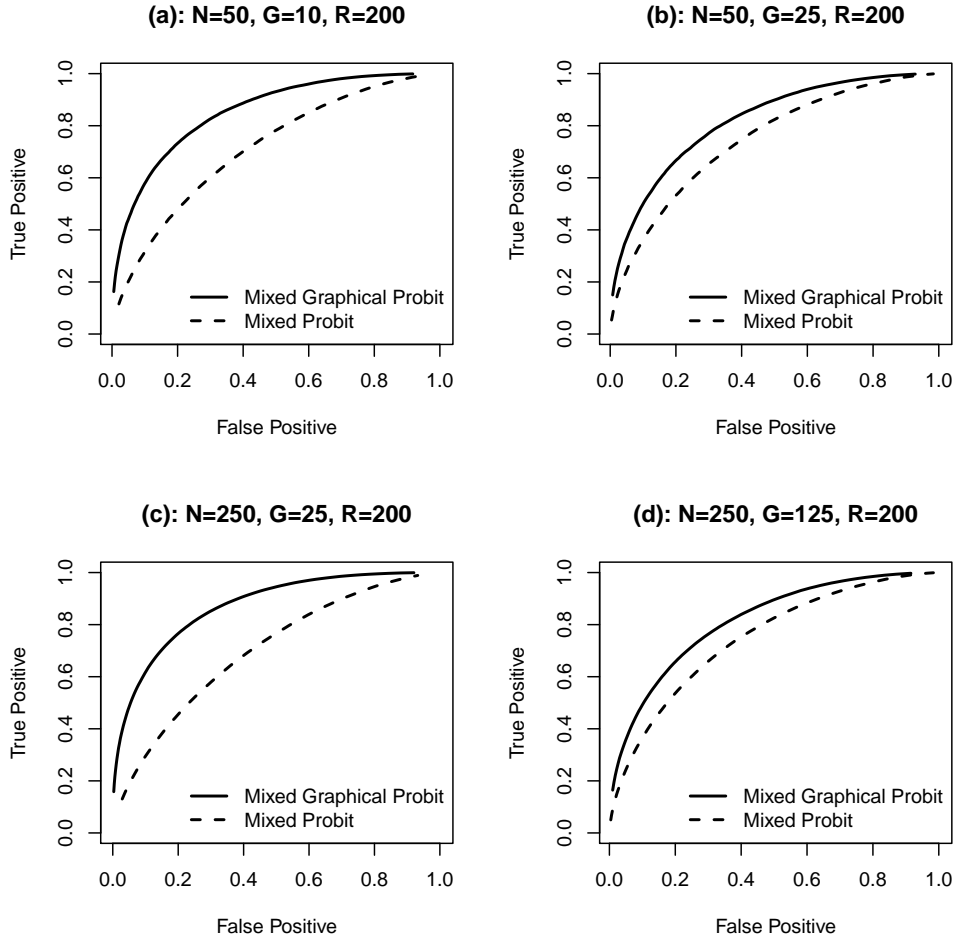 (a): N=50, G=10, R=200
True Positive
1.0
0.8
0.6
0.4
0.2
0.0
Mixed Graphical Probit
Mixed Probit
0.0 0.2 0.4 0.6 0.8 1.0
False Positive
(b): N=50, G=25, R=200
True Positive
1.0
0.8
0.6
0.4
0.2
0.0
Mixed Graphical Probit
Mixed Probit
0.0 0.2 0.4 0.6 0.8 1.0
False Positive
(c): N=250, G=25, R=200
True Positive
1.0
0.8
0.6
0.4
0.2
0.0
Mixed Graphical Probit
Mixed Probit
0.0 0.2 0.4 0.6 0.8 1.0
False Positive
(d): N=250, G=125, R=200
True Positive
1.0
0.8
0.6
0.4
0.2
0.0
Mixed Graphical Probit
Mixed Probit
0.0 0.2 0.4 0.6 0.8 1.0
False Positive